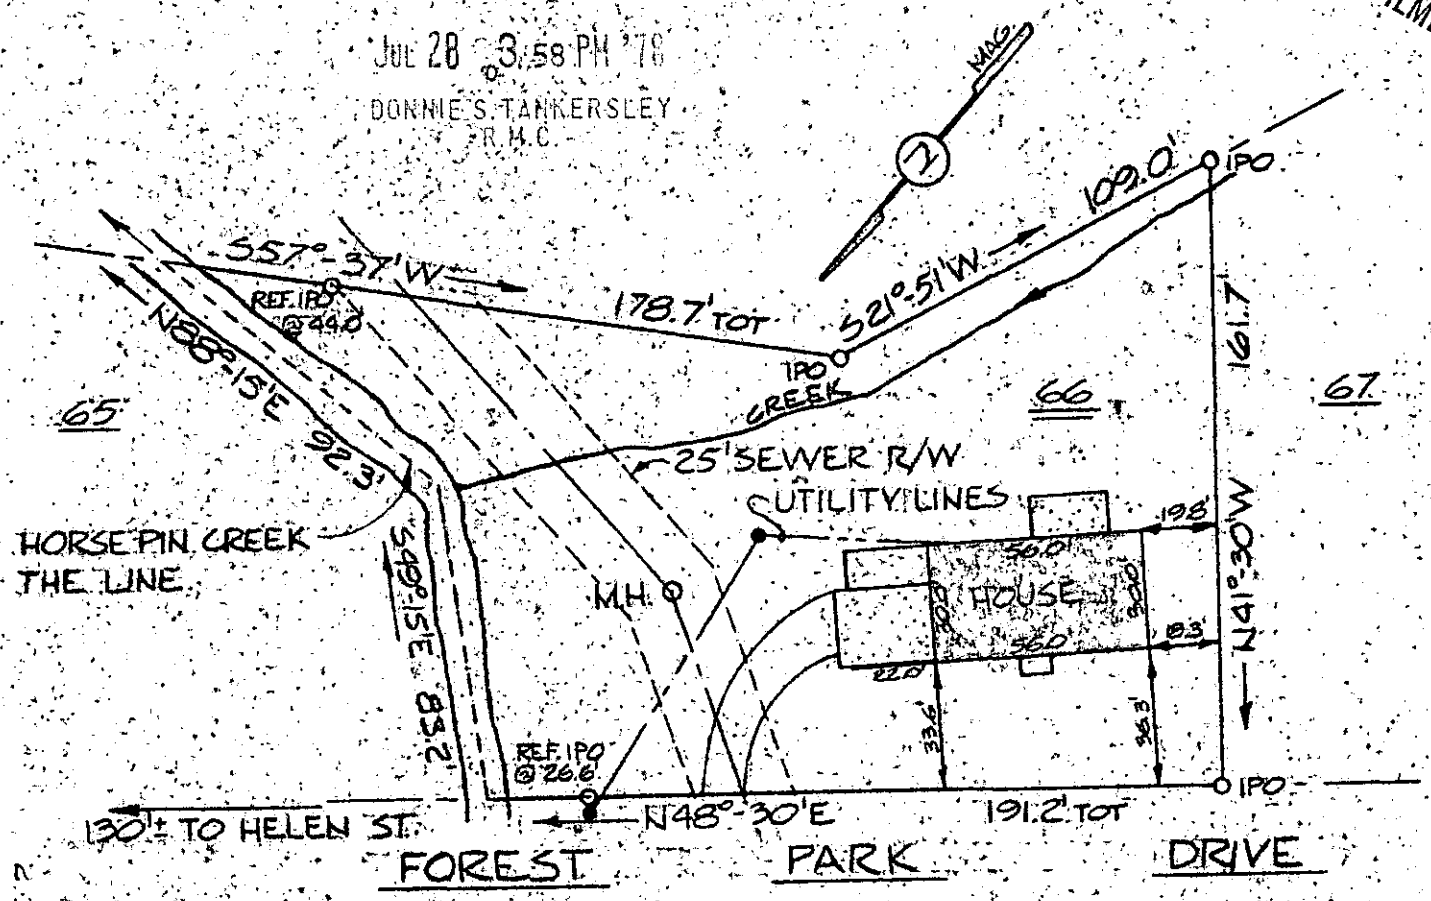 JUL 28 3 58 PM '78
DONNIE S. TANKERSLEY
R.M.C.
MAG.
N
109.0'
IPO
S57°-37'W
S21°-51'W
REF. IPO
@ 44.0'
178.7' TOT
161.7'
N88°-15'E 92.3'
IPO
CREEK
65
66
67
25' SEWER R/W
UTILITY LINES
HORSE PIN CREEK
THE LINE
19.8'
56.0'
HOUSE
30.0'
30.0'
N41°-30'W
M.H.
S49°-15'E 83.2'
56.0'
22.0'
33.6'
36.3'
REF. IPO
@ 26.6'
IPO
130'± TO HELEN ST.
N48°-30'E
191.2' TOT
FOREST PARK DRIVE